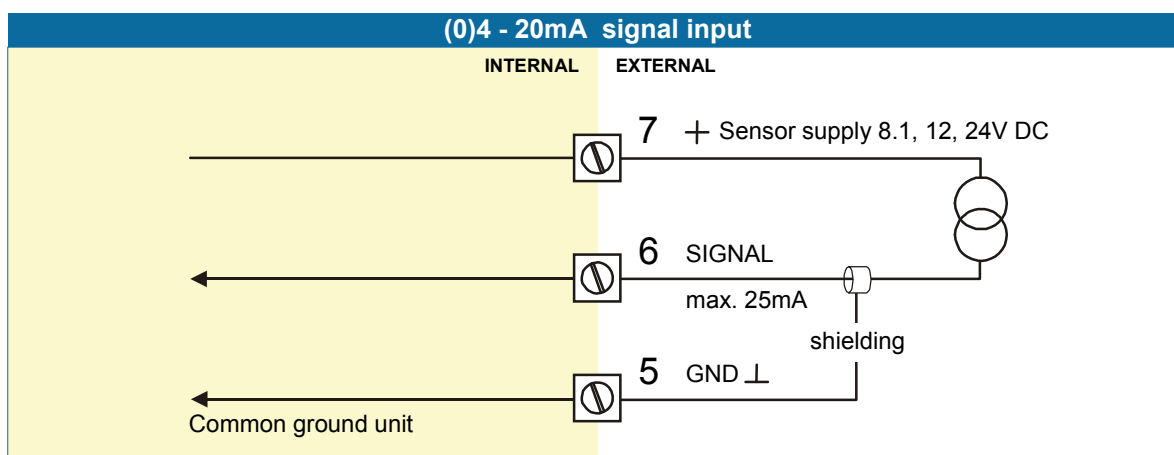 (0)4 - 20mA signal input
INTERNAL EXTERNAL
7 + Sensor supply 8.1, 12, 24V DC
6 SIGNAL
max. 25mA
shielding
5 GND ⊥
Common ground unit